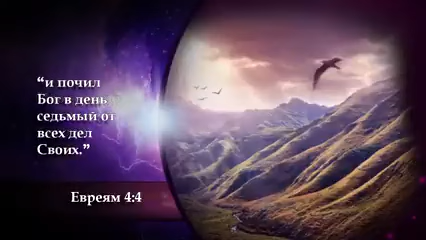 “и почил
Бог в день
седьмый от
всех дел
Своих.”
Евреям 4:4